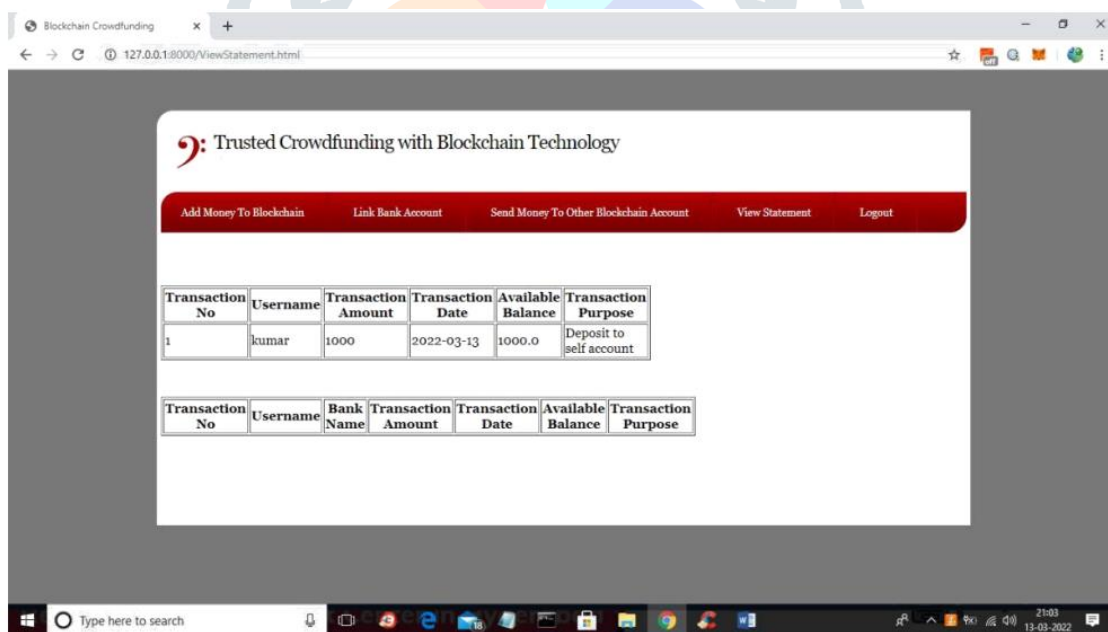 Blockchain Crowdfunding
127.0.0.1:8000/ViewStatement.html
Trusted Crowdfunding with Blockchain Technology
Add Money To Blockchain Link Bank Account Send Money To Other Blockchain Account View Statement Logout
Transaction No Username Transaction Amount Transaction Date Available Balance Transaction Purpose
1 kumar 1000 2022-03-13 1000.0 Deposit to self account
Transaction No Username Bank Name Transaction Amount Transaction Date Available Balance Transaction Purpose
Type here to search
18
21:03
13-03-2022